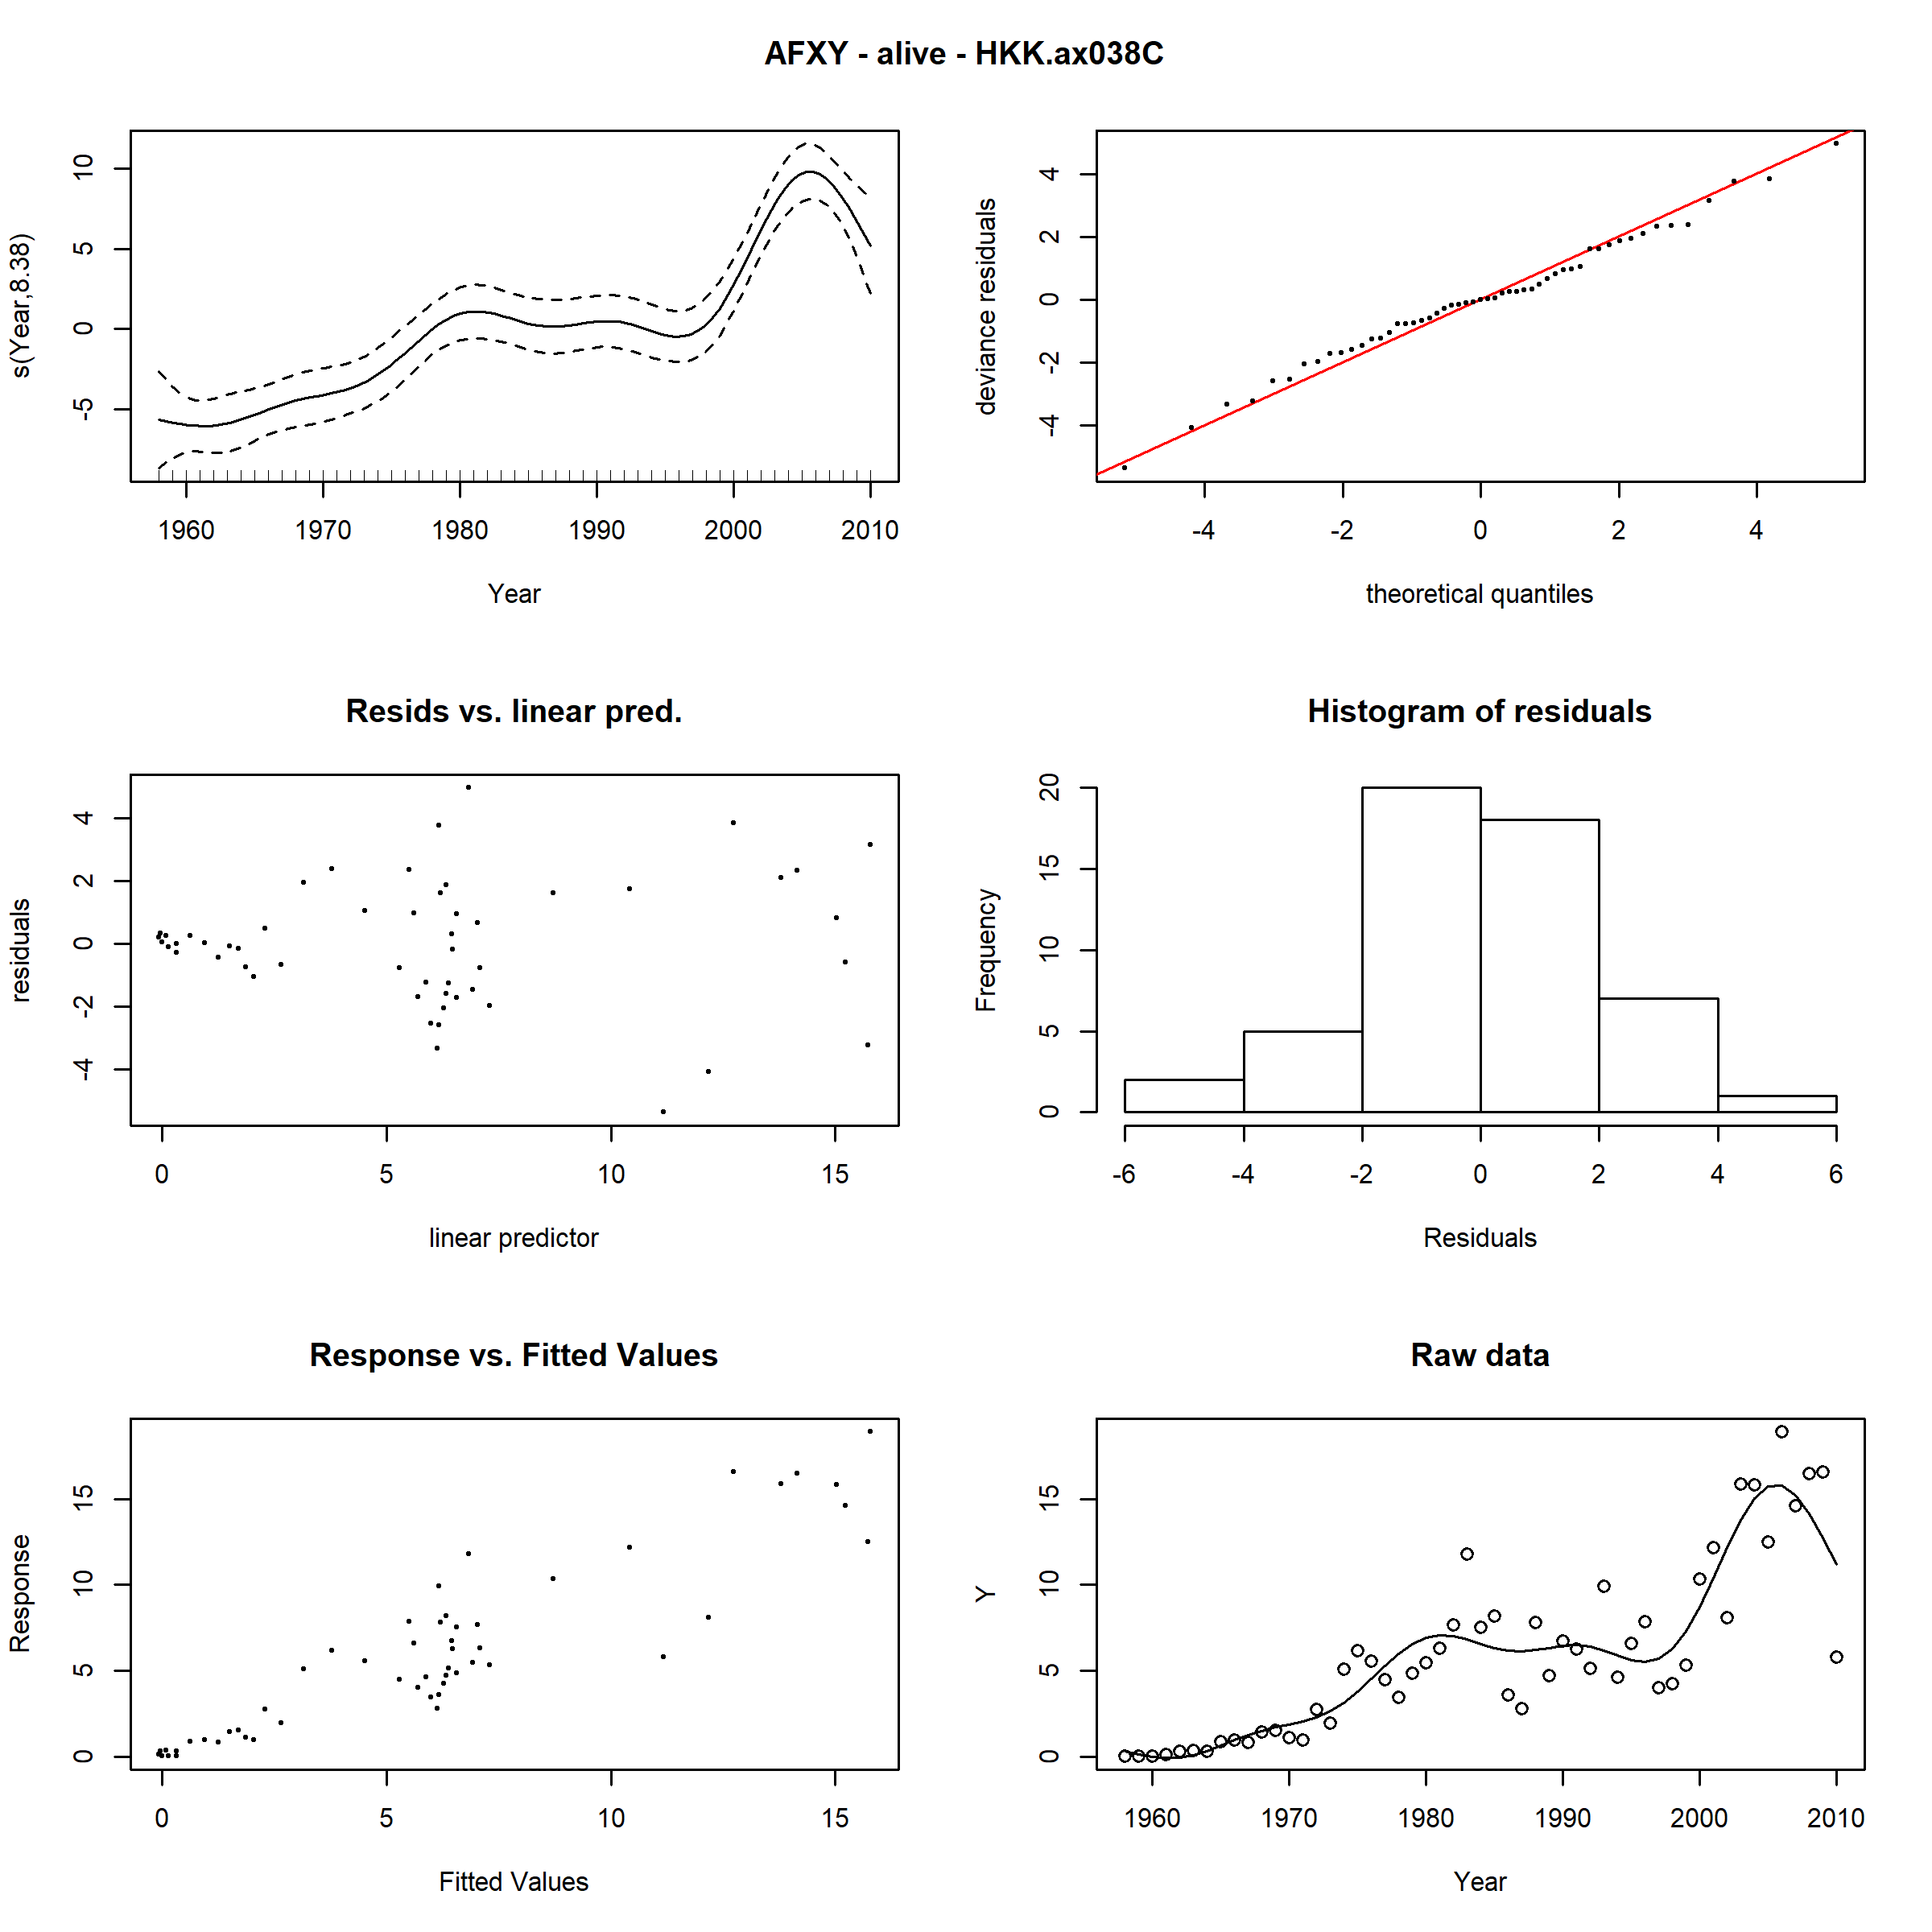 AFXY - alive - HKK.ax038C
s(Year,8.38)
10
5
0
-5
1960 1970 1980 1990 2000 2010
Year
deviance residuals
4
2
0
-2
-4
-4 -2 0 2 4
theoretical quantiles
Resids vs. linear pred.
residuals
4
2
0
-2
-4
0 5 10 15
linear predictor
Histogram of residuals
Frequency
20
15
10
5
0
-6 -4 -2 0 2 4 6
Residuals
Response vs. Fitted Values
Response
15
10
5
0
0 5 10 15
Fitted Values
Raw data
Y
15
10
5
0
1960 1970 1980 1990 2000 2010
Year